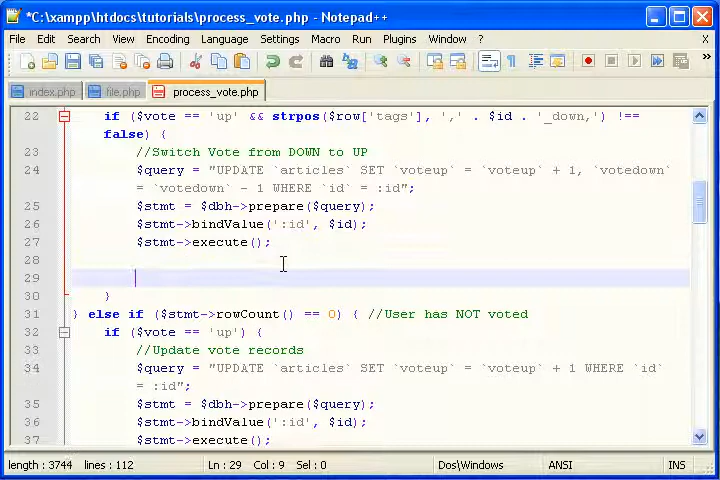 *C:\xampp\htdocs\tutorials\process_vote.php - Notepad++
File Edit Search View Encoding Language Settings Macro Run Plugins Window ? X
index.php file.php process_vote.php
22 if ($vote == 'up' && strpos($row['tags'], ',' . $id . '_down,') !==
false) {
23 //Switch Vote from DOWN to UP
24 $query = "UPDATE `articles` SET `voteup` = `voteup` + 1, `votedown`
= `votedown` - 1 WHERE `id` = :id";
25 $stmt = $dbh->prepare($query);
26 $stmt->bindValue(':id', $id);
27 $stmt->execute();
28
29
30 }
31 } else if ($stmt->rowCount() == 0) { //User has NOT voted
32 if ($vote == 'up') {
33 //Update vote records
34 $query = "UPDATE `articles` SET `voteup` = `voteup` + 1 WHERE `id`
= :id";
35 $stmt = $dbh->prepare($query);
36 $stmt->bindValue(':id', $id);
37 $stmt->execute();
length : 3744 lines : 112 Ln : 29 Col : 9 Sel : 0 Dos\Windows ANSI INS